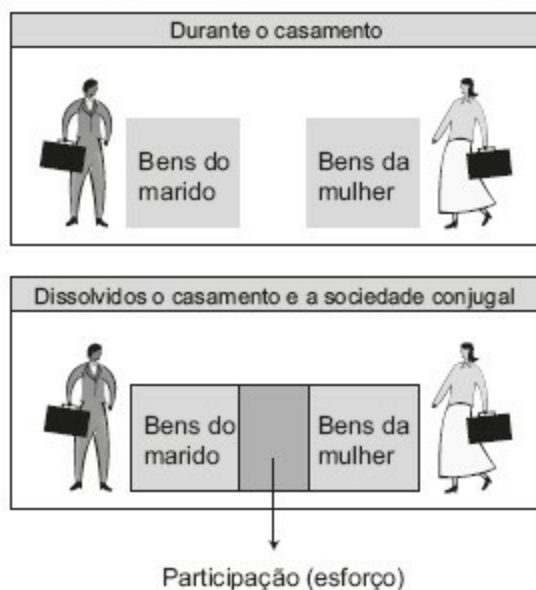 Durante o casamento
Bens do
marido
Bens da
mulher
Dissolvidos o casamento e a sociedade conjugal
Bens do
marido
Bens da
mulher
Participação (esforço)